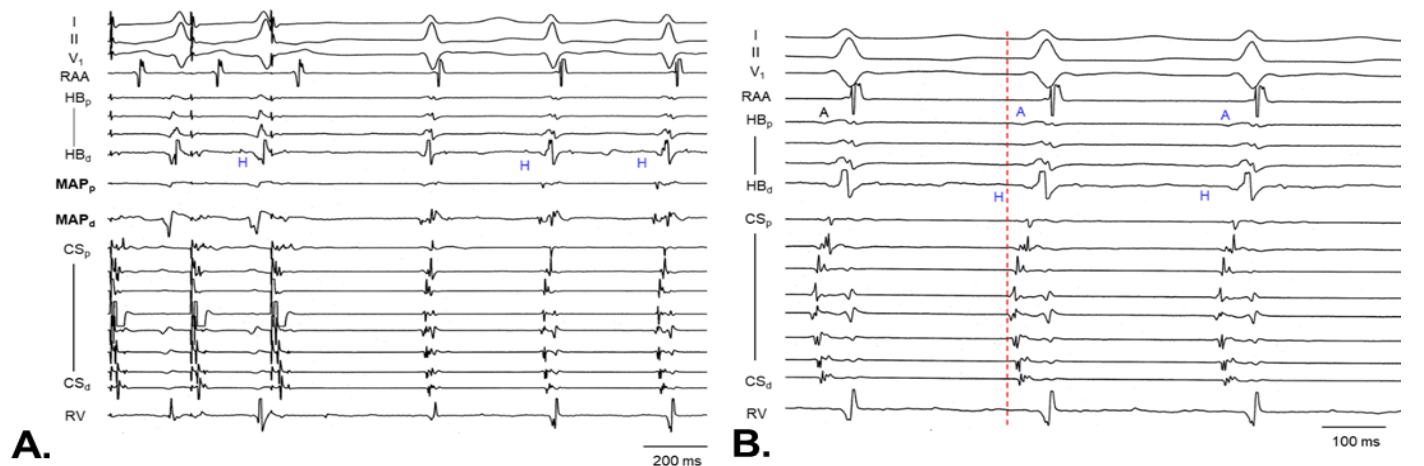 I
II
V1
RAA
HBp
HBd
H
H
H
MAPp
MAPd
CSp
CSd
RV
A.
200 ms
I
II
V1
RAA
A
A
A
HBp
HBd
H
H
CSp
CSd
RV
B.
100 ms